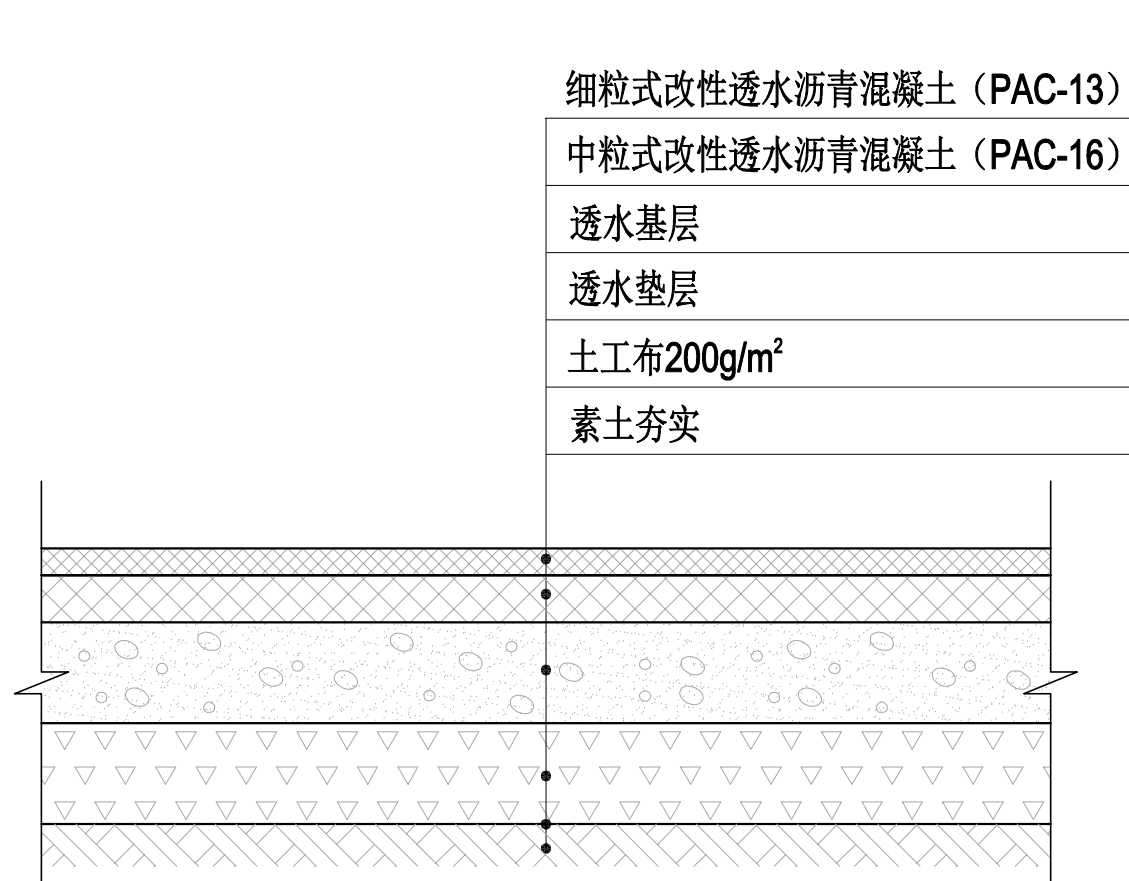 细粒式改性透水沥青混凝土（PAC-13）
中粒式改性透水沥青混凝土（PAC-16）
透水基层
透水垫层
土工布200g/m²
素土夯实